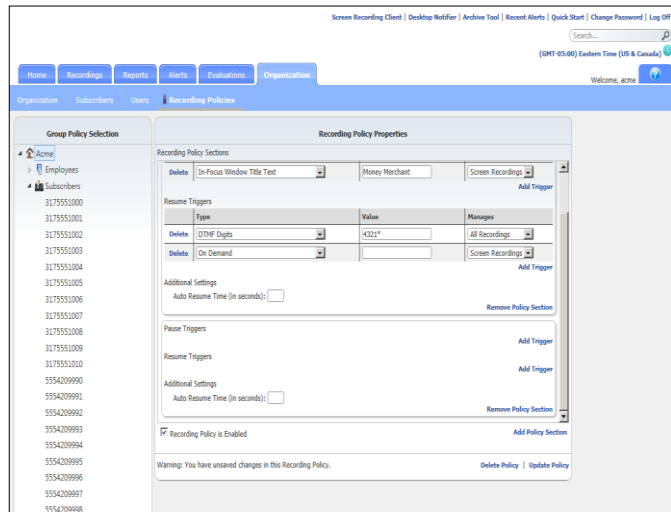 Screen Recording Client | Desktop Notifier | Archive Tool | Recent Alerts | Quick Start | Change Password | Log Off
Search...
(GMT-05:00) Eastern Time (US & Canada)
Home Recordings Reports Alerts Evaluations Organization
Welcome, acme
Organization Subscribers Users Recording Policies
Group Policy Selection
Acme
Employees
Subscribers
3175551000
3175551001
3175551002
3175551003
3175551004
3175551005
3175551006
3175551007
3175551008
3175551009
3175551010
5554209990
5554209991
5554209992
5554209993
5554209994
5554209995
5554209996
5554209997
5554209998
Recording Policy Properties
Recording Policy Sections
Delete In-Focus Window Title Text Money Merchant Screen Recordings
Add Trigger
Resume Triggers
Type Value Manages
Delete DTMF Digits 4321* All Recordings
Delete On Demand Screen Recordings
Add Trigger
Additional Settings
Auto Resume Time (in seconds):
Remove Policy Section
Pause Triggers
Add Trigger
Resume Triggers
Add Trigger
Additional Settings
Auto Resume Time (in seconds):
Remove Policy Section
Recording Policy is Enabled Add Policy Section
Warning: You have unsaved changes in this Recording Policy. Delete Policy | Update Policy